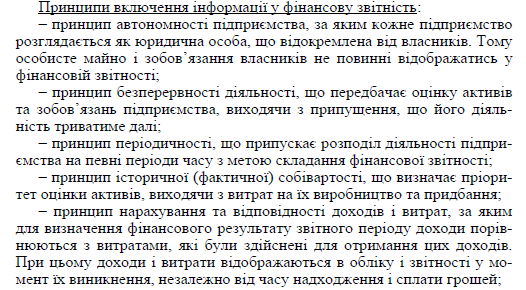 Принципи включення інформації у фінансову звітність:
– принцип автономності підприємства, за яким кожне підприємство
розглядається як юридична особа, що відокремлена від власників. Тому
особисте майно і зобов’язання власників не повинні відображатись у
фінансовій звітності;
– принцип безперервності діяльності, що передбачає оцінку активів
та зобов’язань підприємства, виходячи з припущення, що його діяль-
ність триватиме далі;
– принцип періодичності, що припускає розподіл діяльності підпри-
ємства на певні періоди часу з метою складання фінансової звітності;
– принцип історичної (фактичної) собівартості, що визначає пріори-
тет оцінки активів, виходячи з витрат на їх виробництво та придбання;
– принцип нарахування та відповідності доходів і витрат, за яким
для визначення фінансового результату звітного періоду доходи порів-
нюються з витратами, які були здійснені для отримання цих доходів.
При цьому доходи і витрати відображаються в обліку і звітності у мо-
мент їх виникнення, незалежно від часу надходження і сплати грошей;